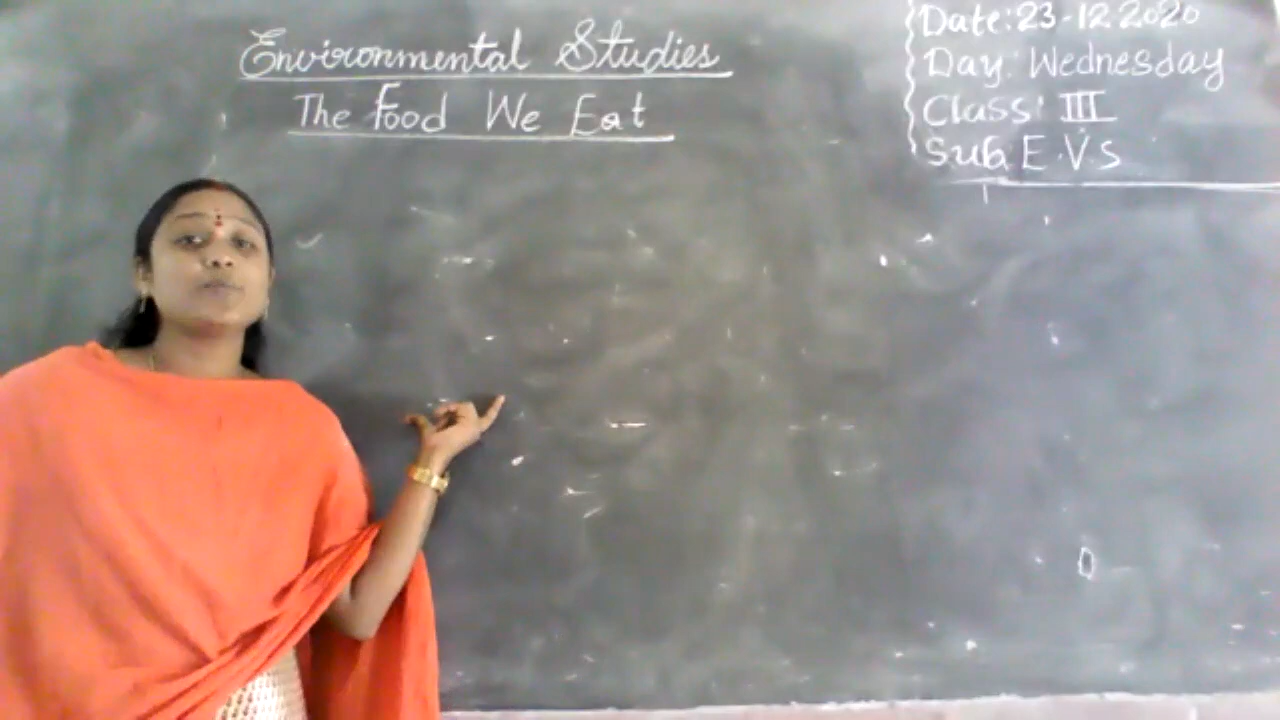 Environmental Studies
The Food We Eat
Date: 23-12 2020
Day: Wednesday
Class: III
Sub. E.V.S